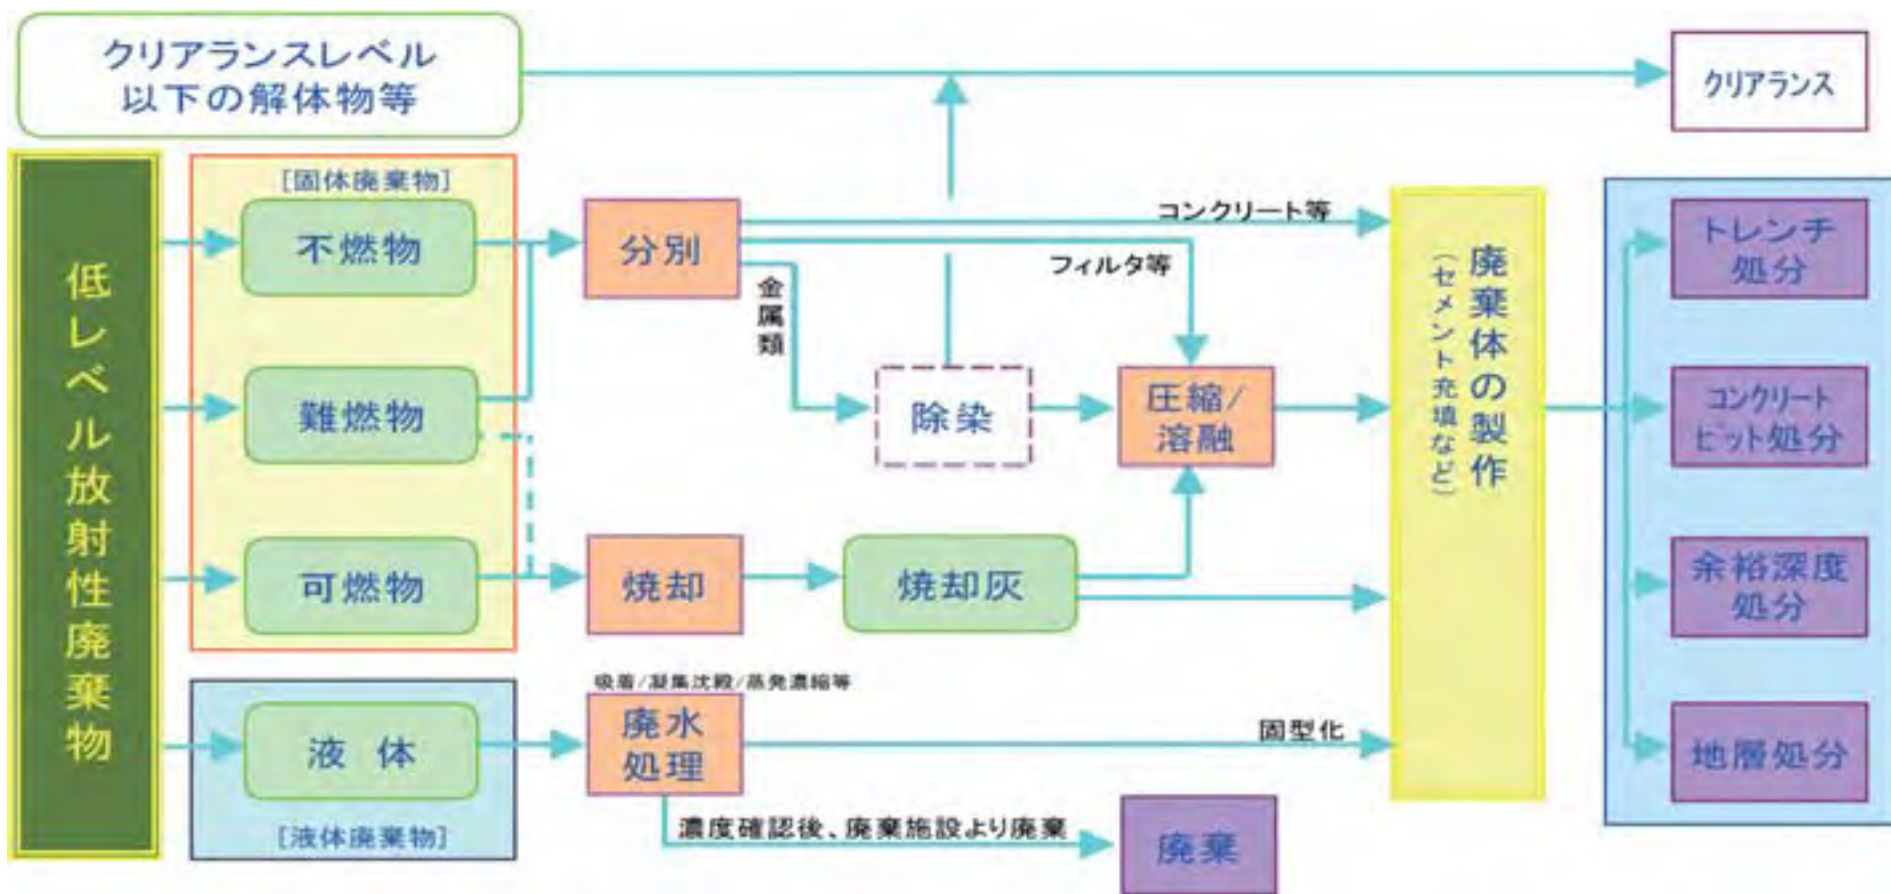 クリアランスレベル
以下の解体物等
クリアランス
低レベル放射性廃棄物
[固体廃棄物]
不燃物
難燃物
可燃物
分別
コンクリート等
フィルタ等
金属類
除染
圧縮/
溶融
焼却
焼却灰
液 体
[液体廃棄物]
吸着/凝集沈殿/蒸発濃縮等
廃水
処理
固型化
濃度確認後、廃棄施設より廃棄
廃棄
廃棄体の製作
(セメント充填など)
トレンチ
処分
コンクリート
ピット処分
余裕深度
処分
地層処分